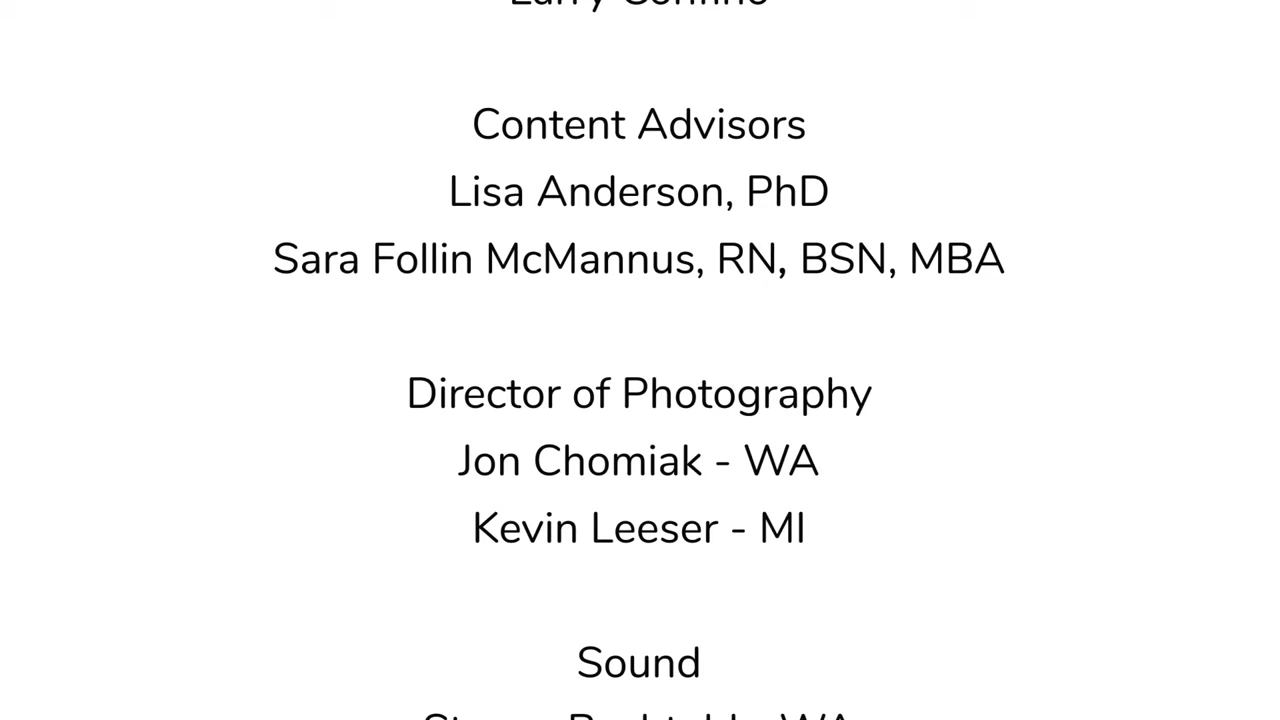 Content Advisors
Lisa Anderson, PhD
Sara Follin McMannus, RN, BSN, MBA
Director of Photography
Jon Chomiak - WA
Kevin Leeser - MI
Sound
WA